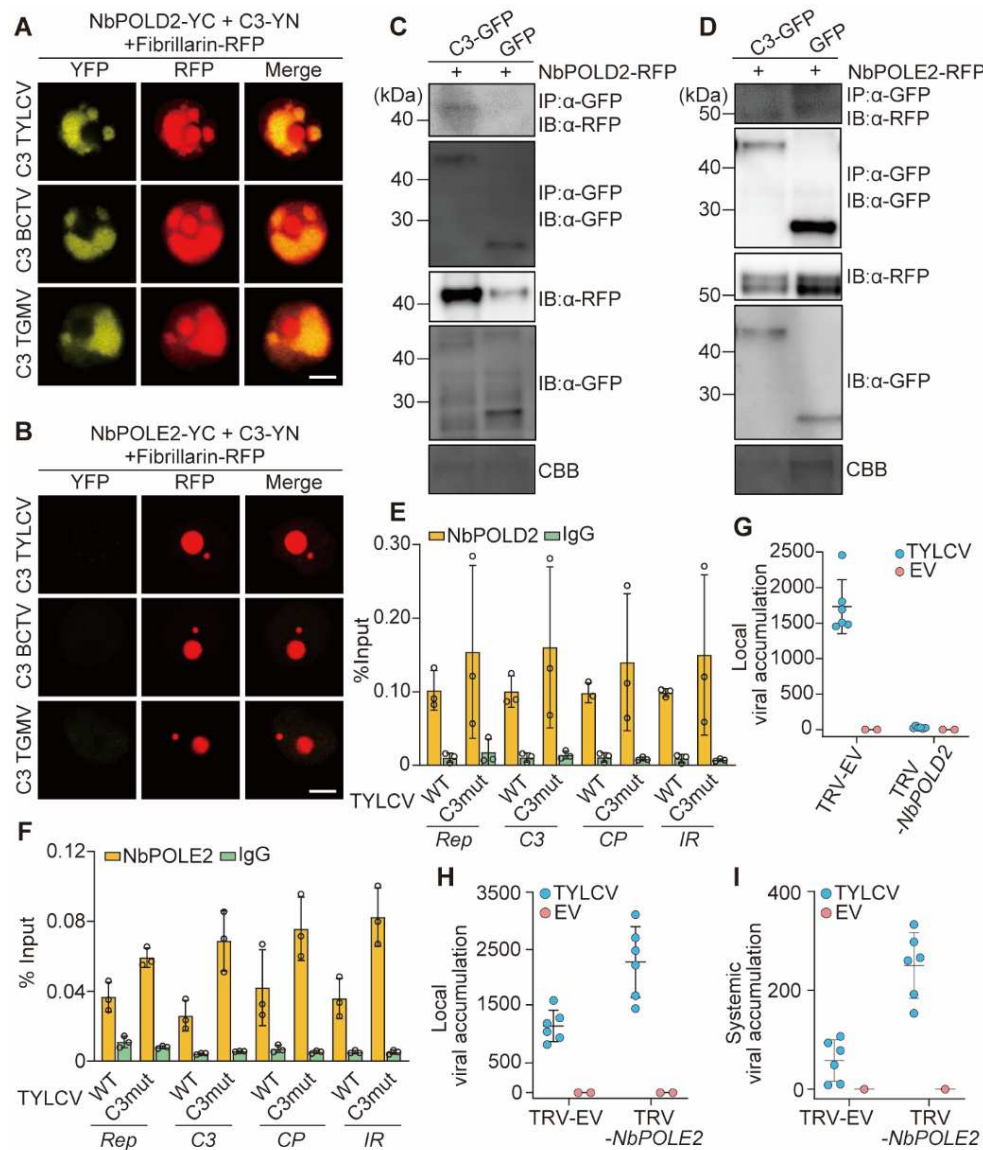 A
NbPOLD2-YC + C3-YN
+Fibrillarin-RFP
YFP RFP Merge
C3 TYLCV
C3 BCTV
C3 TGMV
B
NbPOLE2-YC + C3-YN
+Fibrillarin-RFP
YFP RFP Merge
C3 TYLCV
C3 BCTV
C3 TGMV
C
C3-GFP GFP
+ + NbPOLD2-RFP
(kDa)
40
IP:α-GFP
IB:α-RFP
40
30
IP:α-GFP
IB:α-GFP
40
IB:α-RFP
40
30
IB:α-GFP
CBB
D
C3-GFP GFP
+ + NbPOLE2-RFP
(kDa)
50
IP:α-GFP
IB:α-RFP
40
30
IP:α-GFP
IB:α-GFP
50
IB:α-RFP
40
30
IB:α-GFP
CBB
E
NbPOLD2 IgG
%Input
0.30
0.20
0.10
0
TYLCV
WT C3mut WT C3mut WT C3mut WT C3mut
Rep C3 CP IR
G
TYLCV
EV
Local
viral accumulation
2500
2000
1500
1000
500
0
TRV-EV
TRV
-NbPOLD2
F
NbPOLE2 IgG
% Input
0.12
0.08
0.04
0
TYLCV
WT C3mut WT C3mut WT C3mut WT C3mut
Rep C3 CP IR
H
TYLCV
EV
Local
viral accumulation
3500
2500
1500
500
0
TRV-EV
TRV
-NbPOLE2
I
TYLCV
EV
Systemic
viral accumulation
400
200
0
TRV-EV
TRV
-NbPOLE2